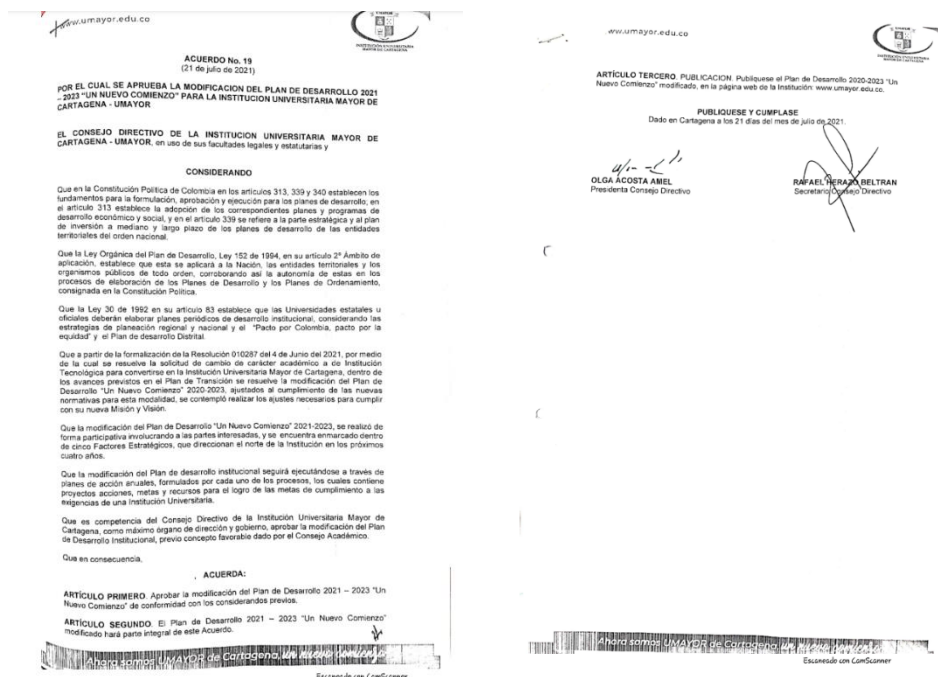 www.umayor.edu.co
INSTITUCIÓN UNIVERSITARIA
MAYOR DE CARTAGENA
ACUERDO No. 19
(21 de julio de 2021)
POR EL CUAL SE APRUEBA LA MODIFICACION DEL PLAN DE DESARROLLO 2021
– 2023 “UN NUEVO COMIENZO” PARA LA INSTITUCION UNIVERSITARIA MAYOR DE
CARTAGENA - UMAYOR
EL CONSEJO DIRECTIVO DE LA INSTITUCION UNIVERSITARIA MAYOR DE
CARTAGENA - UMAYOR, en uso de sus facultades legales y estatutarias y
CONSIDERANDO
Que en la Constitución Política de Colombia en los artículos 313, 339 y 340 establecen los
fundamentos para la formulación, aprobación y ejecución para los planes de desarrollo, en
el artículo 313 establece la adopción de los correspondientes planes y programas de
desarrollo económico y social, y en el artículo 339 se refiere a la parte estratégica y al plan
de inversión a mediano y largo plazo de los planes de desarrollo de las entidades
territoriales del orden nacional.
Que la Ley Orgánica del Plan de Desarrollo, Ley 152 de 1994, en su artículo 2º Ámbito de
aplicación, establece que esta se aplicará a la Nación, las entidades territoriales y los
organismos públicos de todo orden, corroborando así la autonomía de estas en los
procesos de elaboración de los Planes de Desarrollo y los Planes de Ordenamiento,
consignada en la Constitución Política.
Que la Ley 30 de 1992 en su artículo 83 establece que las Universidades estatales u
oficiales deberán elaborar planes periódicos de desarrollo institucional, considerando las
estrategias de planeación regional y nacional y el “Pacto por Colombia, pacto por la
equidad” y el Plan de desarrollo Distrital.
Que a partir de la formalización de la Resolución 010287 del 4 de Junio del 2021, por medio
de la cual se resuelve la solicitud de cambio de carácter académico a de Institución
Tecnológica para convertirse en la Institución Universitaria Mayor de Cartagena, dentro de
los avances previstos en el Plan de Transición se resuelve la modificación del Plan de
Desarrollo “Un Nuevo Comienzo” 2020-2023, ajustados al cumplimiento de las nuevas
normativas para esta modalidad, se contempló realizar los ajustes necesarios para cumplir
con su nueva Misión y Visión.
Que la modificación del Plan de Desarrollo “Un Nuevo Comienzo” 2021-2023, se realizó de
forma participativa involucrando a las partes interesadas, y se encuentra enmarcado dentro
de cinco Factores Estratégicos, que direccionan el norte de la Institución en los próximos
cuatro años.
Que la modificación del Plan de desarrollo institucional seguirá ejecutándose a través de
planes de acción anuales, formulados por cada uno de los procesos, los cuales contiene
proyectos acciones, metas y recursos para el logro de las metas de cumplimiento a las
exigencias de una Institución Universitaria.
Que es competencia del Consejo Directivo de la Institución Universitaria Mayor de
Cartagena, como máximo órgano de dirección y gobierno, aprobar la modificación del Plan
de Desarrollo Institucional, previo concepto favorable dado por el Consejo Académico.
Que en consecuencia,
ACUERDA:
ARTÍCULO PRIMERO. Aprobar la modificación del Plan de Desarrollo 2021 – 2023 “Un
Nuevo Comienzo” de conformidad con los considerandos previos.
ARTÍCULO SEGUNDO. El Plan de Desarrollo 2021 – 2023 “Un Nuevo Comienzo”
modificado hará parte integral de este Acuerdo.
Ahora somos UMAYOR de Cartagena, un nuevo comienzo
Escaneado con CamScanner
ww.umayor.edu.co
INSTITUCIÓN UNIVERSITARIA
MAYOR DE CARTAGENA
ARTÍCULO TERCERO. PUBLICACION. Publíquese el Plan de Desarrollo 2020-2023 “Un
Nuevo Comienzo” modificado, en la página web de la Institución: www.umayor.edu.co.
PUBLIQUESE Y CUMPLASE
Dado en Cartagena a los 21 días del mes de julio de 2021.
OLGA ACOSTA AMEL
Presidenta Consejo Directivo
RAFAEL HERAZO BELTRAN
Secretario Consejo Directivo
Ahora somos UMAYOR de Cartagena, un nuevo comienzo
Escaneado con CamScanner